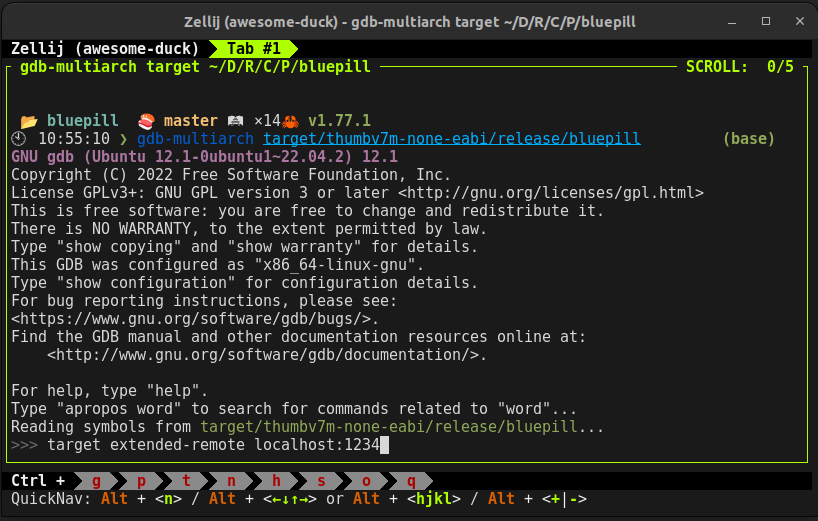 Zellij (awesome-duck) - gdb-multiarch target ~/D/R/C/P/bluepill
Zellij (awesome-duck) Tab #1
gdb-multiarch target ~/D/R/C/P/bluepill SCROLL: 0/5
📂 bluepill 🍣 master 🕮 ×14🦀 v1.77.1
🕙 10:55:10 ❯ gdb-multiarch target/thumbv7m-none-eabi/release/bluepill (base)
GNU gdb (Ubuntu 12.1-0ubuntu1~22.04.2) 12.1
Copyright (C) 2022 Free Software Foundation, Inc.
License GPLv3+: GNU GPL version 3 or later <http://gnu.org/licenses/gpl.html>
This is free software: you are free to change and redistribute it.
There is NO WARRANTY, to the extent permitted by law.
Type "show copying" and "show warranty" for details.
This GDB was configured as "x86_64-linux-gnu".
Type "show configuration" for configuration details.
For bug reporting instructions, please see:
<https://www.gnu.org/software/gdb/bugs/>.
Find the GDB manual and other documentation resources online at:
    <http://www.gnu.org/software/gdb/documentation/>.
For help, type "help".
Type "apropos word" to search for commands related to "word"...
Reading symbols from target/thumbv7m-none-eabi/release/bluepill...
>>> target extended-remote localhost:1234
Ctrl + g p t n h s o q
QuickNav: Alt + <n> / Alt + <←↓↑→> or Alt + <hjkl> / Alt + <+|->